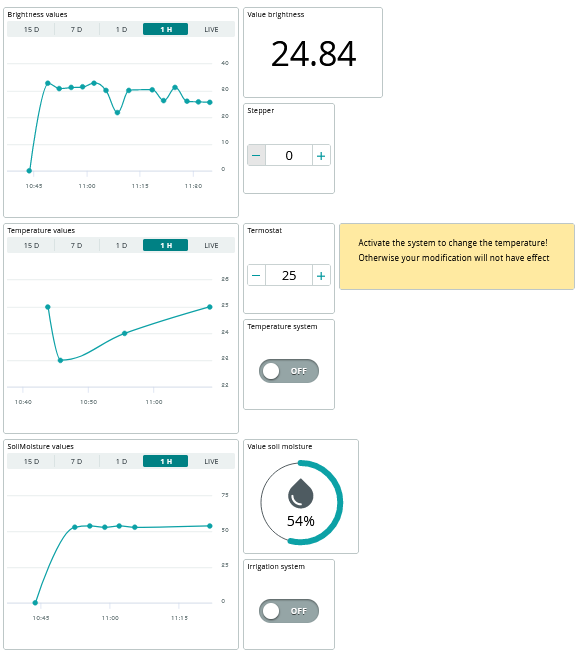 Brightness values
15 D 7 D 1 D 1 H LIVE
40
30
20
10
0
10:45 11:00 11:15
Value brightness
24.84
Stepper
− 0 +
Temperature values
15 D 7 D 1 D 1 H LIVE
26
25
24
23
22
10:40 10:50 11:00
Termostat
− 25 +
Activate the system to change the temperature!
Otherwise your modification will not have effect
Temperature system
OFF
SoilMoisture values
15 D 7 D 1 D 1 H LIVE
75
50
25
0
10:45 11:00 11:15
Value soil moisture
54%
Irrigation system
OFF